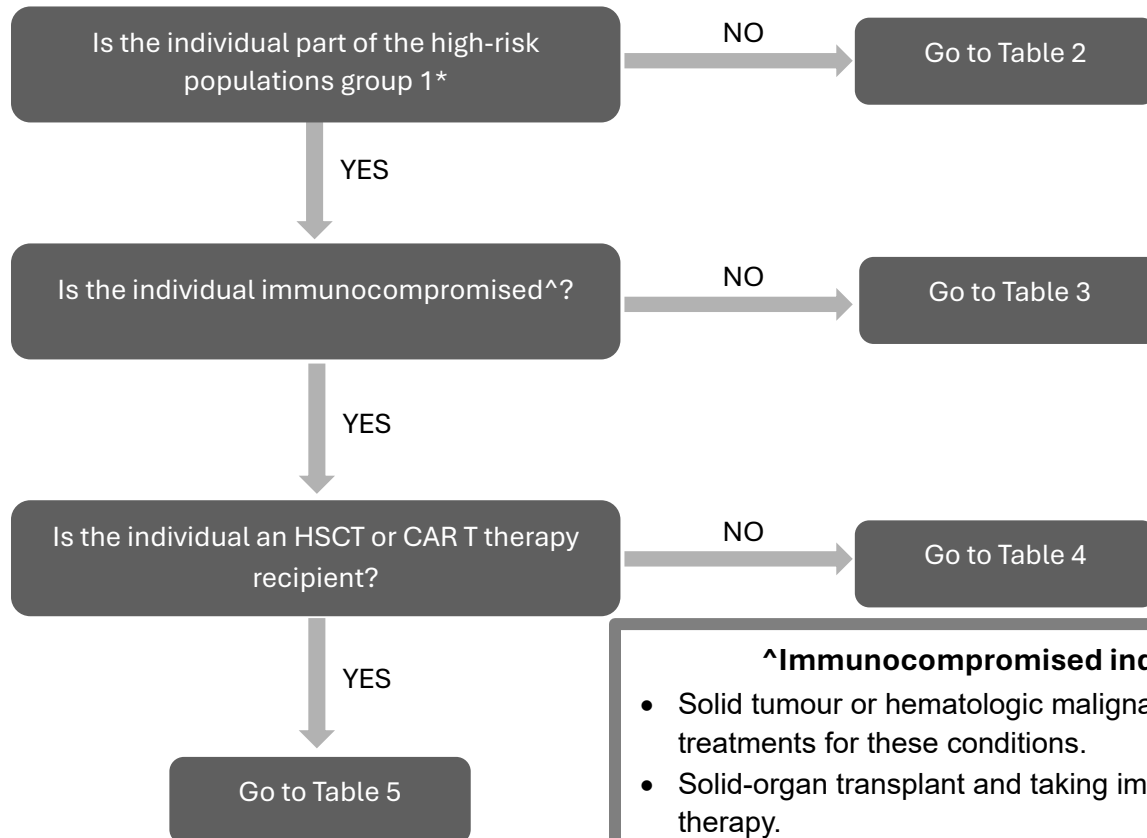 Is the individual part of the high-risk
populations group 1*
NO
Go to Table 2
YES
Is the individual immunocompromised^?
NO
Go to Table 3
YES
Is the individual an HSCT or CAR T therapy
recipient?
NO
Go to Table 4
YES
Go to Table 5
^Immunocompromised
• Solid tumour or hematologic
treatments for these conditions.
• Solid-organ transplant and taking
therapy.